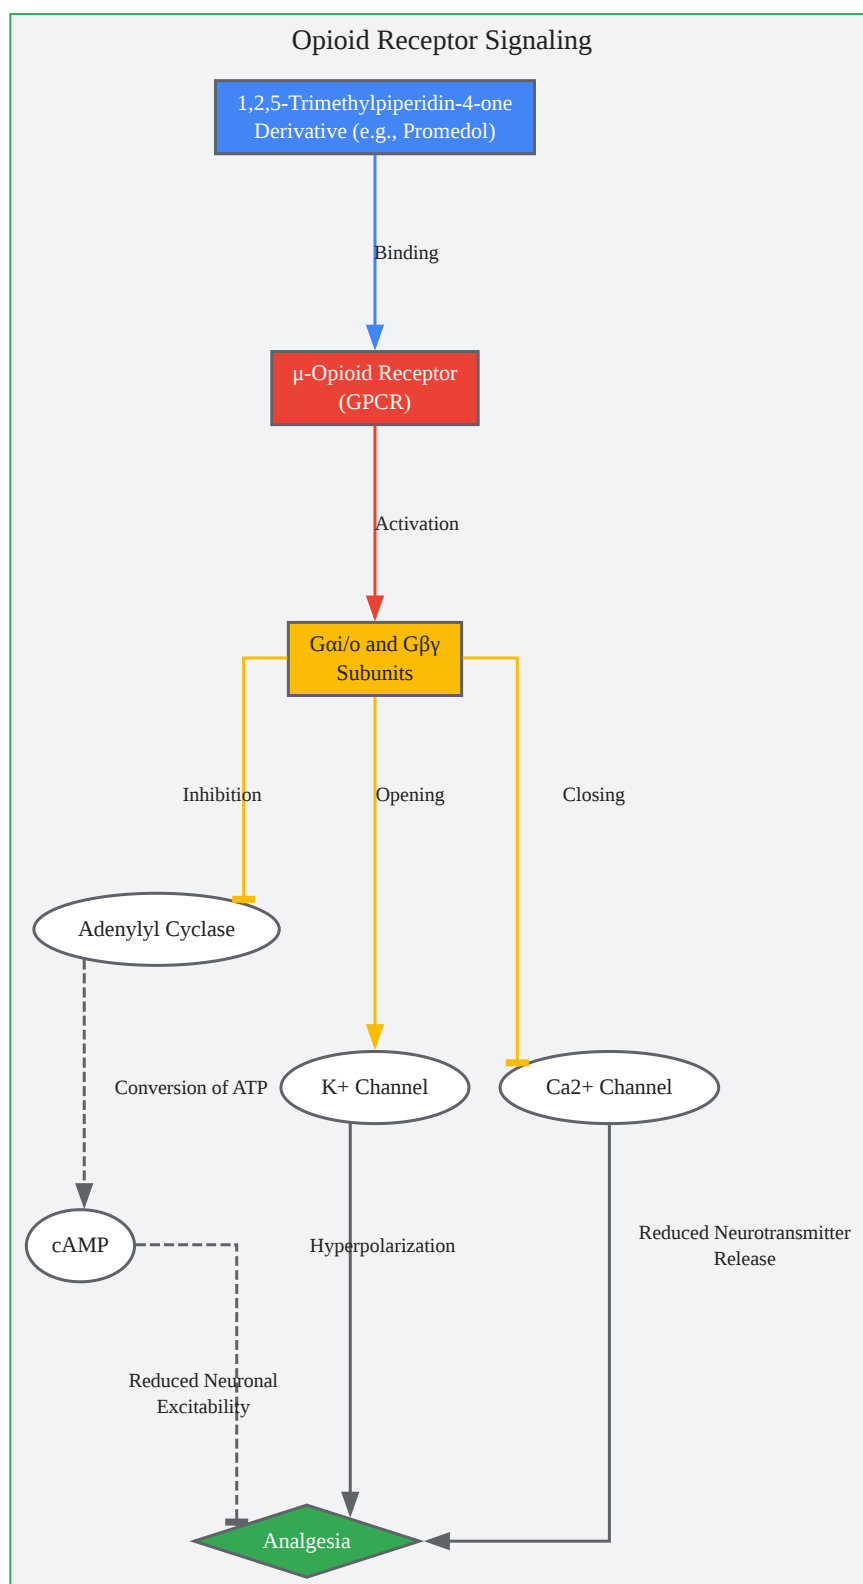 Opioid Receptor Signaling
1,2,5-Trimethylpiperidin-4-one
Derivative (e.g., Promedol)
Binding
μ-Opioid Receptor
(GPCR)
Activation
Gαi/o and Gβγ
Subunits
Inhibition
Opening
Closing
Adenylyl Cyclase
Conversion of ATP
K+ Channel
Ca2+ Channel
cAMP
Hyperpolarization
Reduced Neurotransmitter
Release
Reduced Neuronal
Excitability
Analgesia